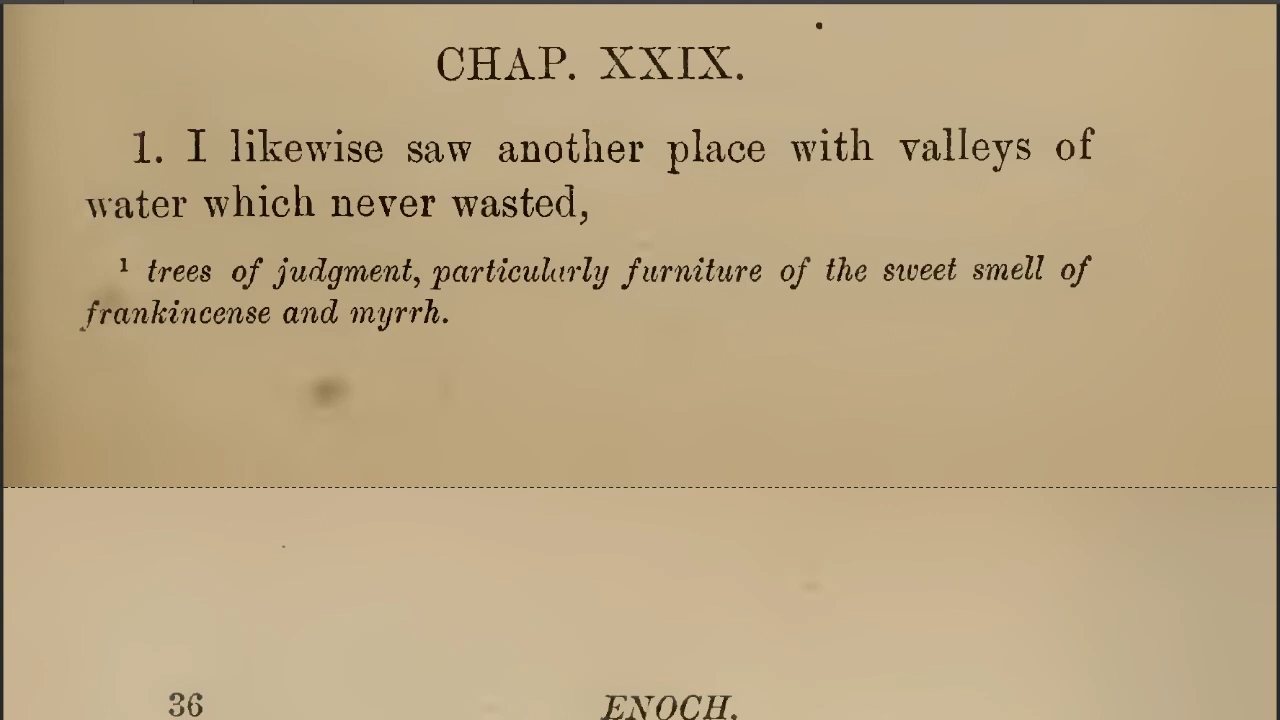 CHAP. XXIX.
1. I likewise saw another place with valleys of
water which never wasted,
¹ trees of judgment, particularly furniture of the sweet smell of
frankincense and myrrh.
36 ENOCH.